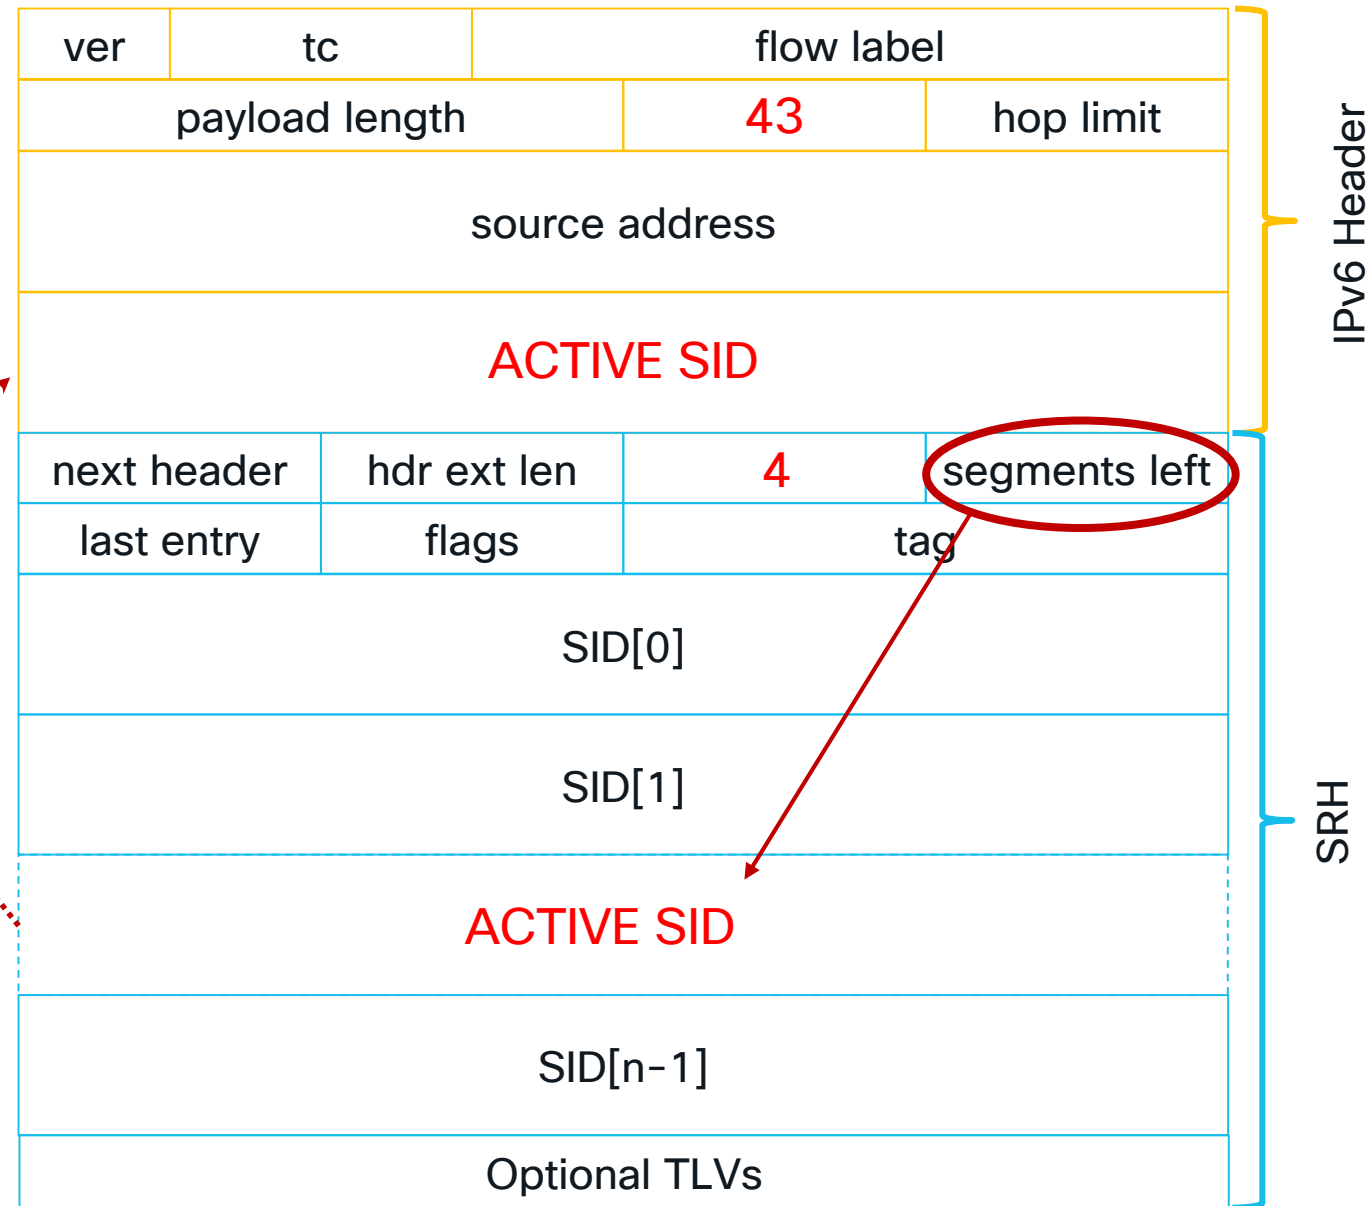 ver tc flow label
payload length 43 hop limit
source address
ACTIVE SID
IPv6 Header
next header hdr ext len 4 segments left
last entry flags tag
SID[0]
SID[1]
ACTIVE SID
SID[n-1]
Optional TLVs
SRH